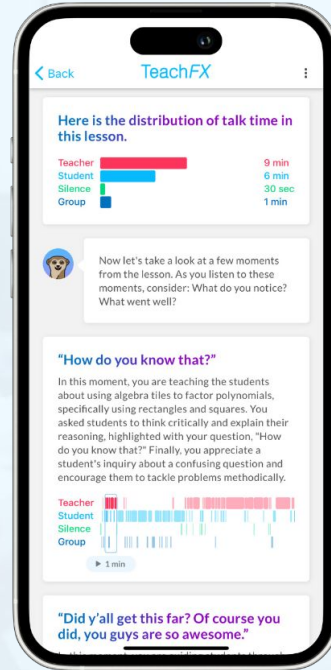 Back
TeachFX
Here is the distribution of talk time in
this lesson.
Teacher 9 min
Student 6 min
Silence 30 sec
Group 1 min
Now let's take a look at a few moments
from the lesson. As you listen to these
moments, consider: What do you notice?
What went well?
“How do you know that?”
In this moment, you are teaching the students
about using algebra tiles to factor polynomials,
specifically using rectangles and squares. You
asked students to think critically and explain their
reasoning, highlighted with your question, "How
do you know that?" Finally, you appreciate a
student's inquiry about a confusing question and
encourage them to tackle problems methodically.
Teacher
Student
Silence
Group
1 min
“Did y'all get this far? Of course you
did, you guys are so awesome.”